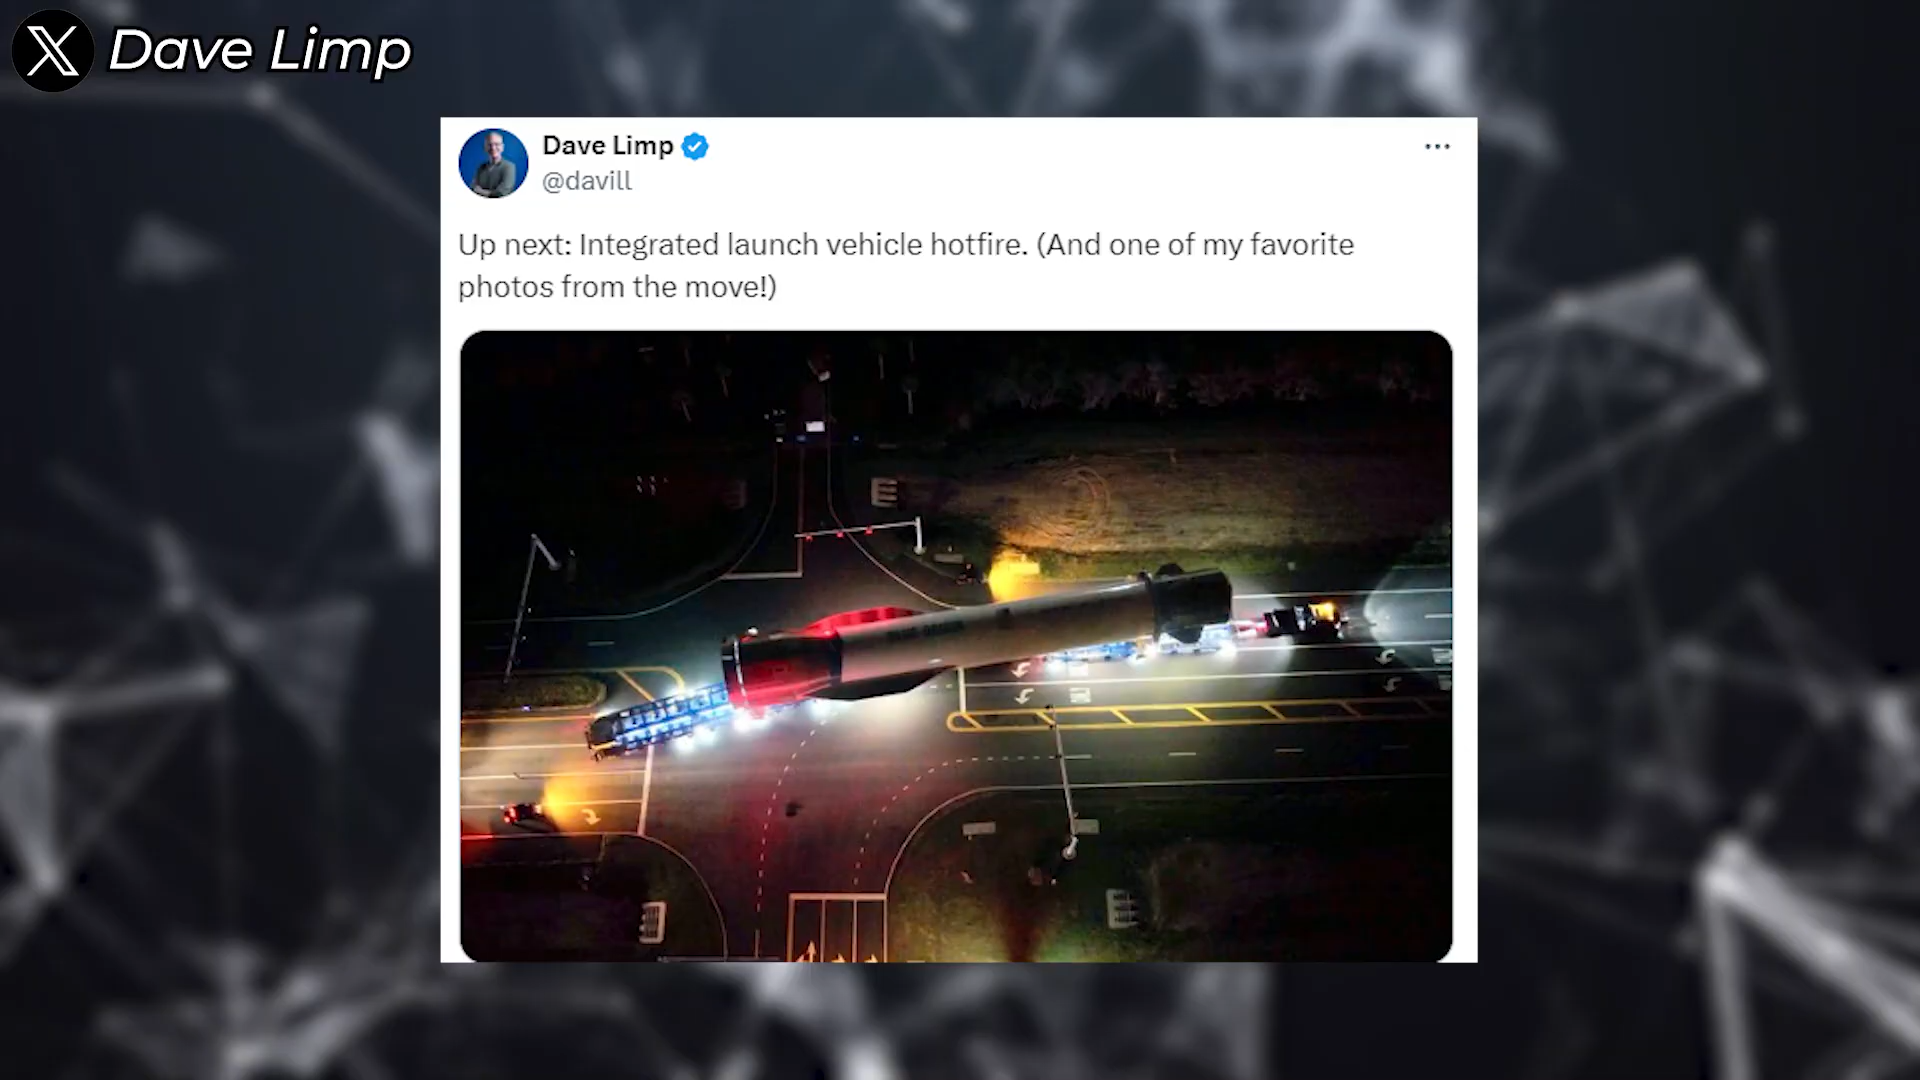 Dave Limp
Dave Limp
@davill
Up next: Integrated launch vehicle hotfire. (And one of my favorite
photos from the move!)